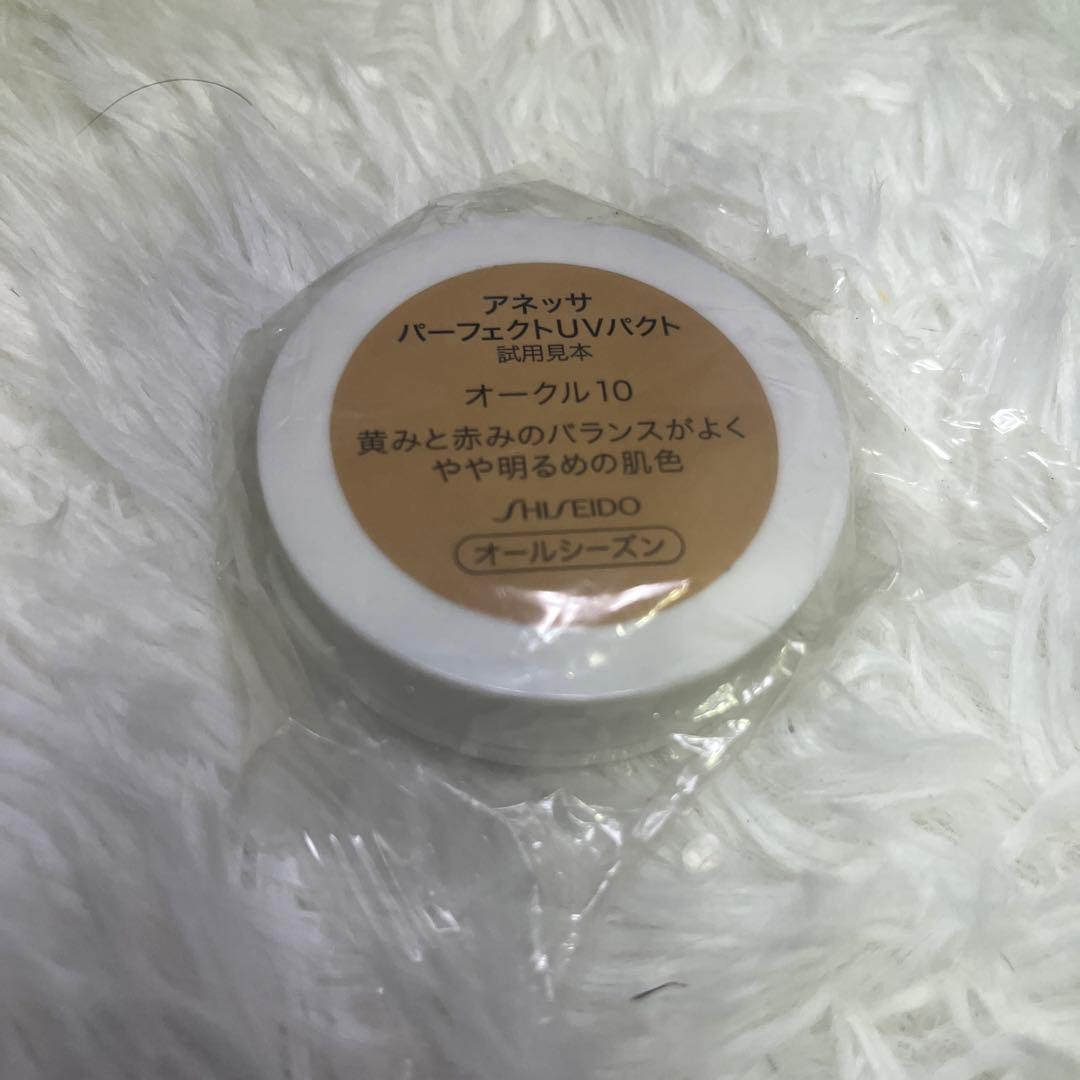 アネッサ
パーフェクトUVパクト
試用見本
オークル10
黄みと赤みのバランスがよく
やや明るめの肌色
SHISEIDO
オールシーズン